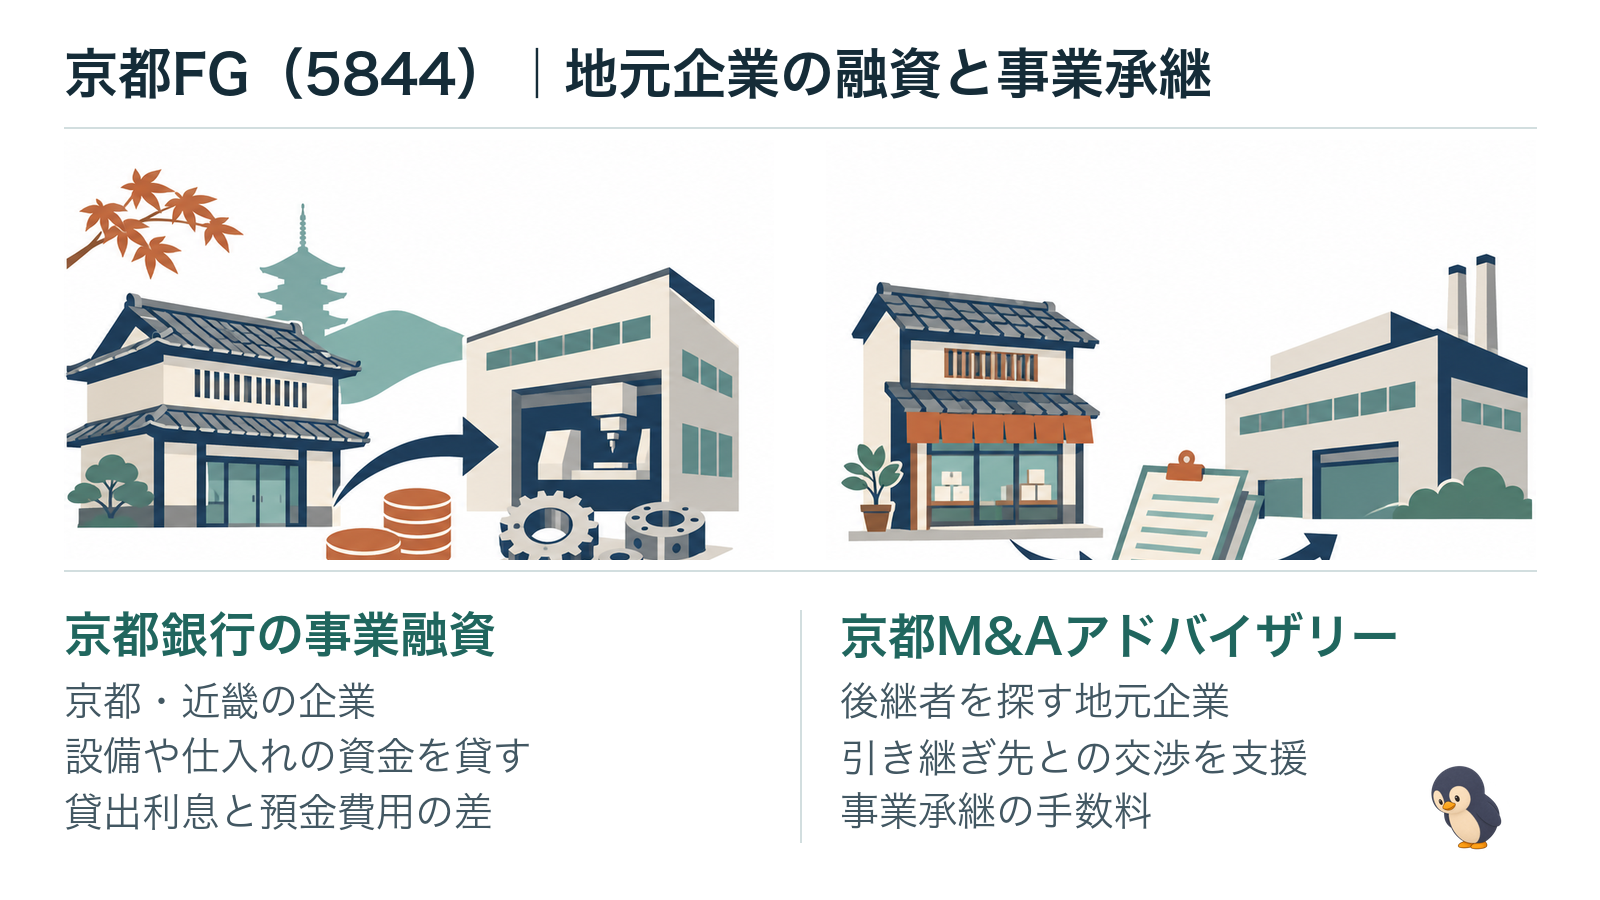 京都FG（5844）｜地元企業の融資と事業承継
京都銀行の事業融資
京都・近畿の企業
設備や仕入れの資金を貸す
貸出利息と預金費用の差
京都M&Aアドバイザリー
後継者を探す地元企業
引き継ぎ先との交渉を支援
事業承継の手数料